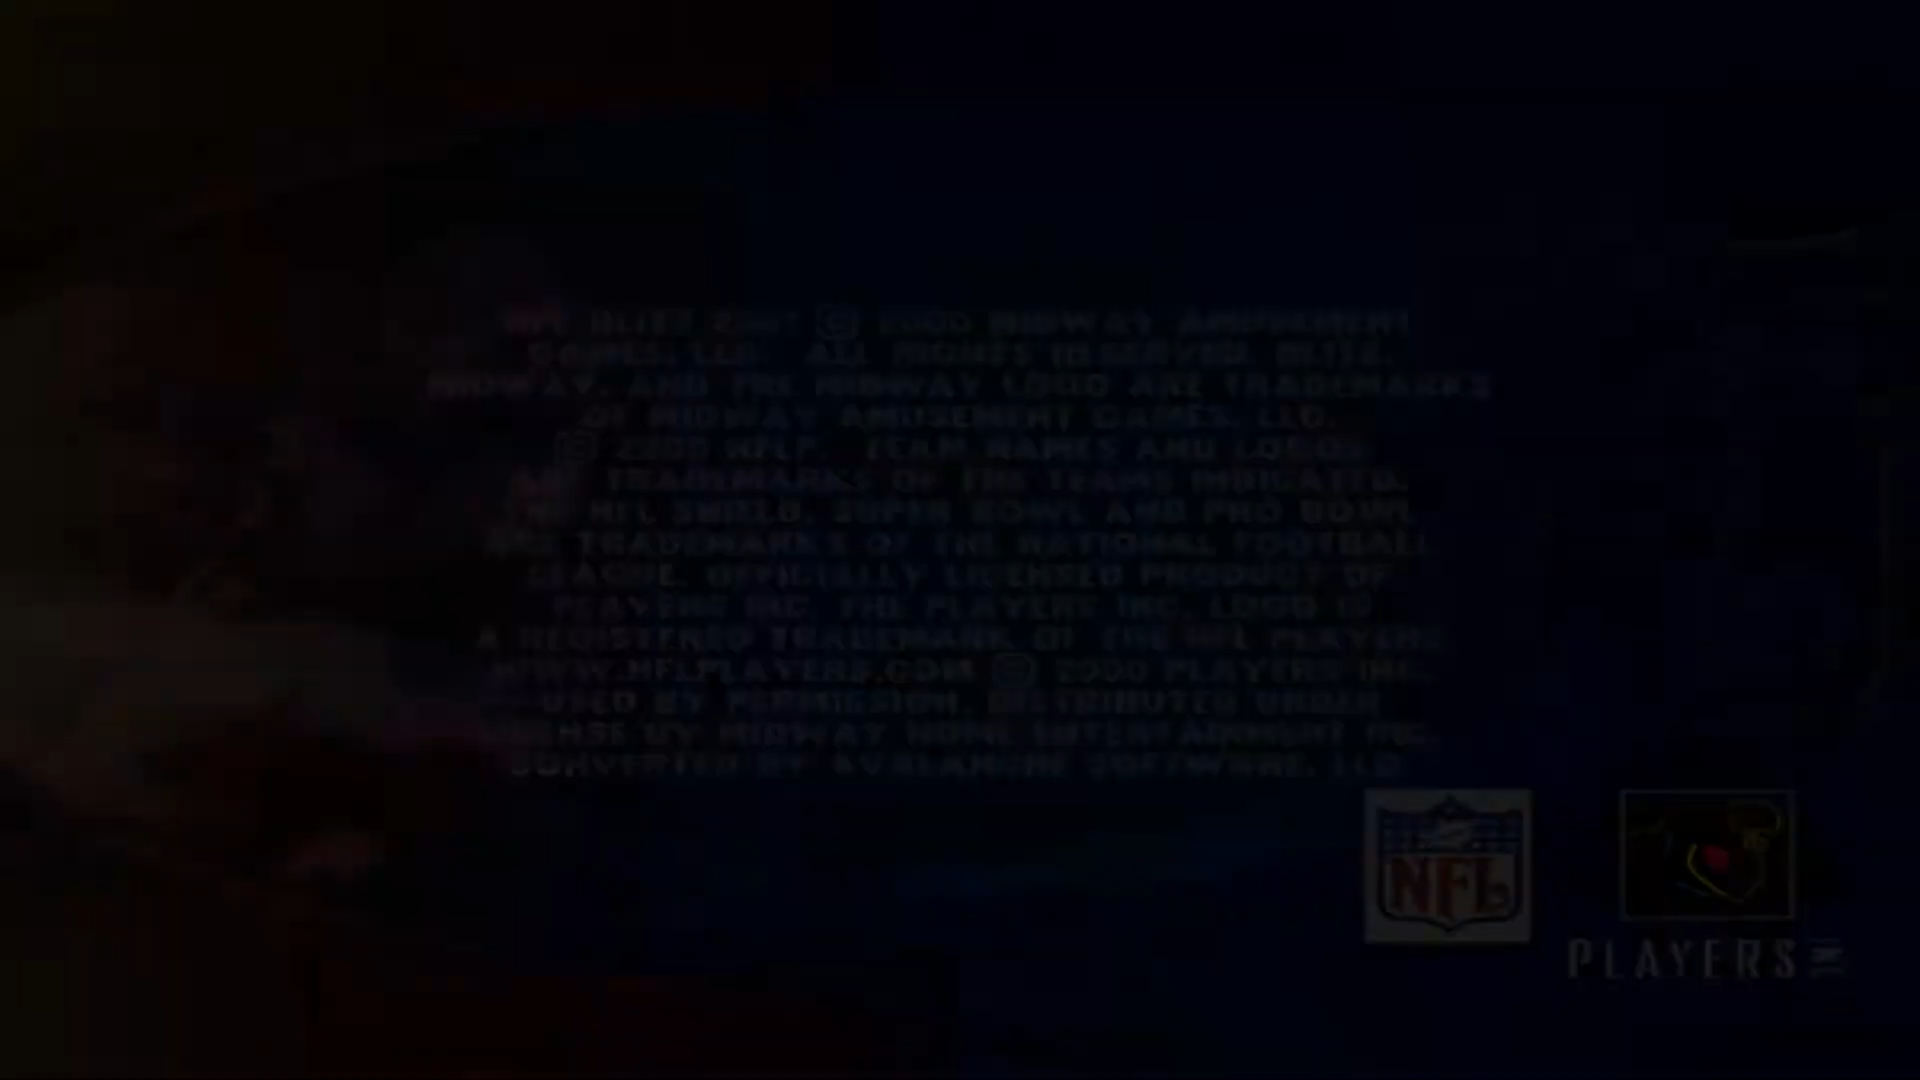 NFL BLITZ 2001 © 2000 MIDWAY AMUSEMENT
GAMES, LLC. ALL RIGHTS RESERVED. BLITZ,
MIDWAY, AND THE MIDWAY LOGO ARE TRADEMARKS
OF MIDWAY AMUSEMENT GAMES, LLC.
© 2000 NFLP. TEAM NAMES AND LOGOS
ARE TRADEMARKS OF THE TEAMS INDICATED.
THE NFL SHIELD, SUPER BOWL AND PRO BOWL
ARE TRADEMARKS OF THE NATIONAL FOOTBALL
LEAGUE. OFFICIALLY LICENSED PRODUCT OF
PLAYERS INC. THE PLAYERS INC. LOGO IS
A REGISTERED TRADEMARK OF THE NFL PLAYERS
WWW.NFLPLAYERS.COM © 2000 PLAYERS INC.
USED BY PERMISSION. DISTRIBUTED UNDER
LICENSE BY MIDWAY HOME ENTERTAINMENT INC.
CONVERTED BY AVALANCHE SOFTWARE, LLC
NFL
PLAYERS INC